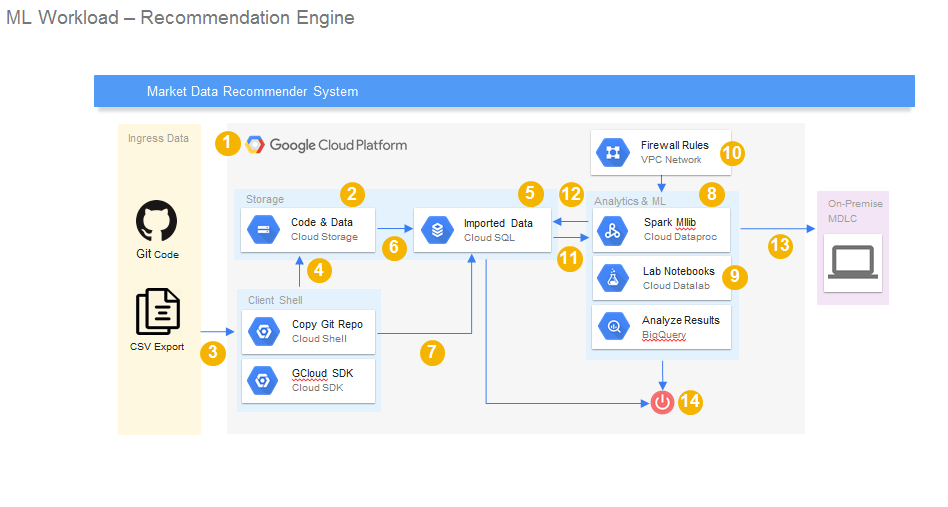 ML Workload – Recommendation Engine
Market Data Recommender System
Ingress Data
Git Code
CSV Export
1
Google Cloud Platform
Firewall Rules
VPC Network
10
Storage
2
Code & Data
Cloud Storage
5
Imported Data
Cloud SQL
6
4
12
11
Analytics & ML
8
Spark Mllib
Cloud Dataproc
Lab Notebooks
Cloud Datalab
9
Analyze Results
BigQuery
13
On-Premise
MDLC
Client Shell
Copy Git Repo
Cloud Shell
GCloud SDK
Cloud SDK
3
7
14